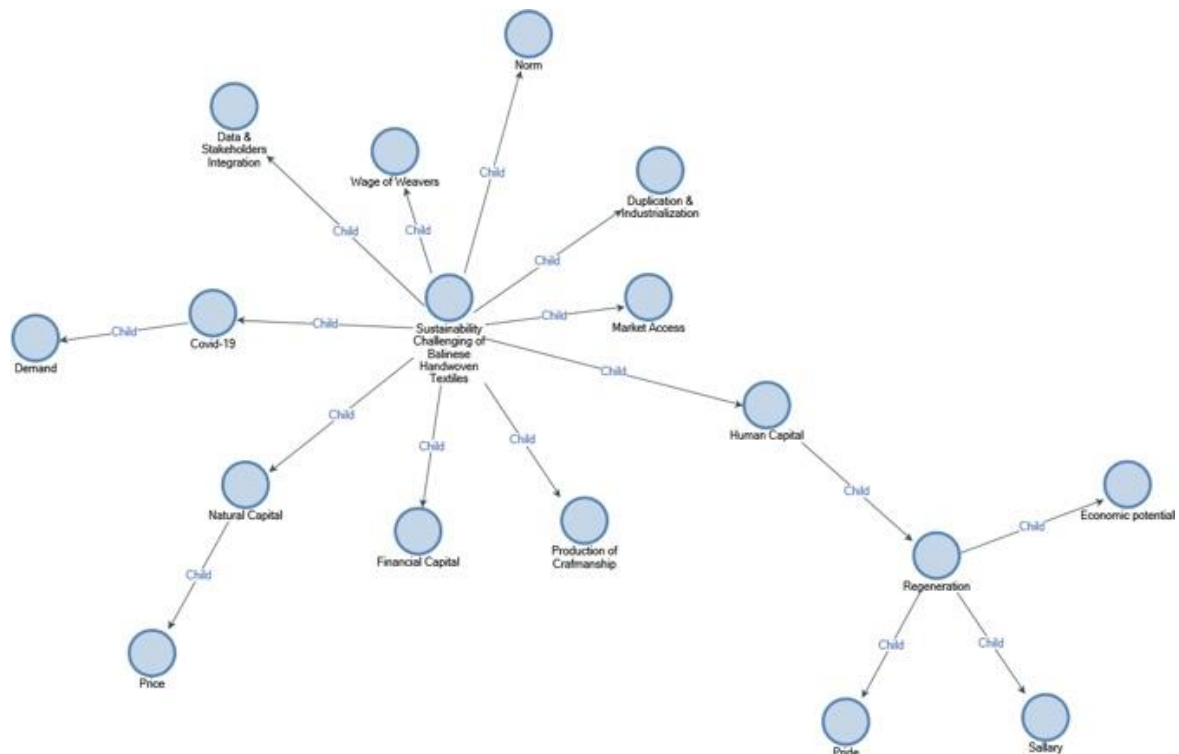 Norm
Data &
Stakeholders
Integration
Wage of Weavers
Child
Duplication &
Industrialization
Child
Child
Child
Market Access
Child
Sustainability
Challenging of
Balinese
Handwoven
Textiles
Child
Child
Covid-19
Demand
Child
Human Capital
Child
Child
Child
Natural Capital
Financial Capital
Production of
Crafmanship
Child
Economic potential
Child
Regeneration
Child
Price
Child
Child
Pride
Sallary